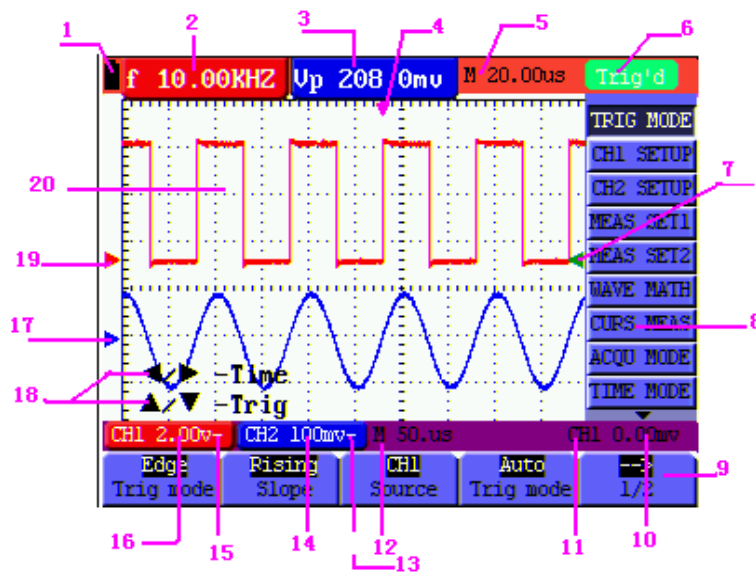 1 2 3 4 5 6
f 10.00KHZ Vp 208 0mv M 20.00us Trig'd
TRIG MODE
CH1 SETUP
20 CH2 SETUP 7
MEAS SET1
19 MEAS SET2
WAVE MATH
17 CURS MEAS 8
ACQU MODE
18 -Time
TIME MODE
-Trig
CH1 2.00v- CH2 100mv- M 50.us CH1 0.00mv
Edge Rising CH1 Auto --> 9
Trig mode Slope Source Trig mode 1/2
16 15 14 13 12 11 10